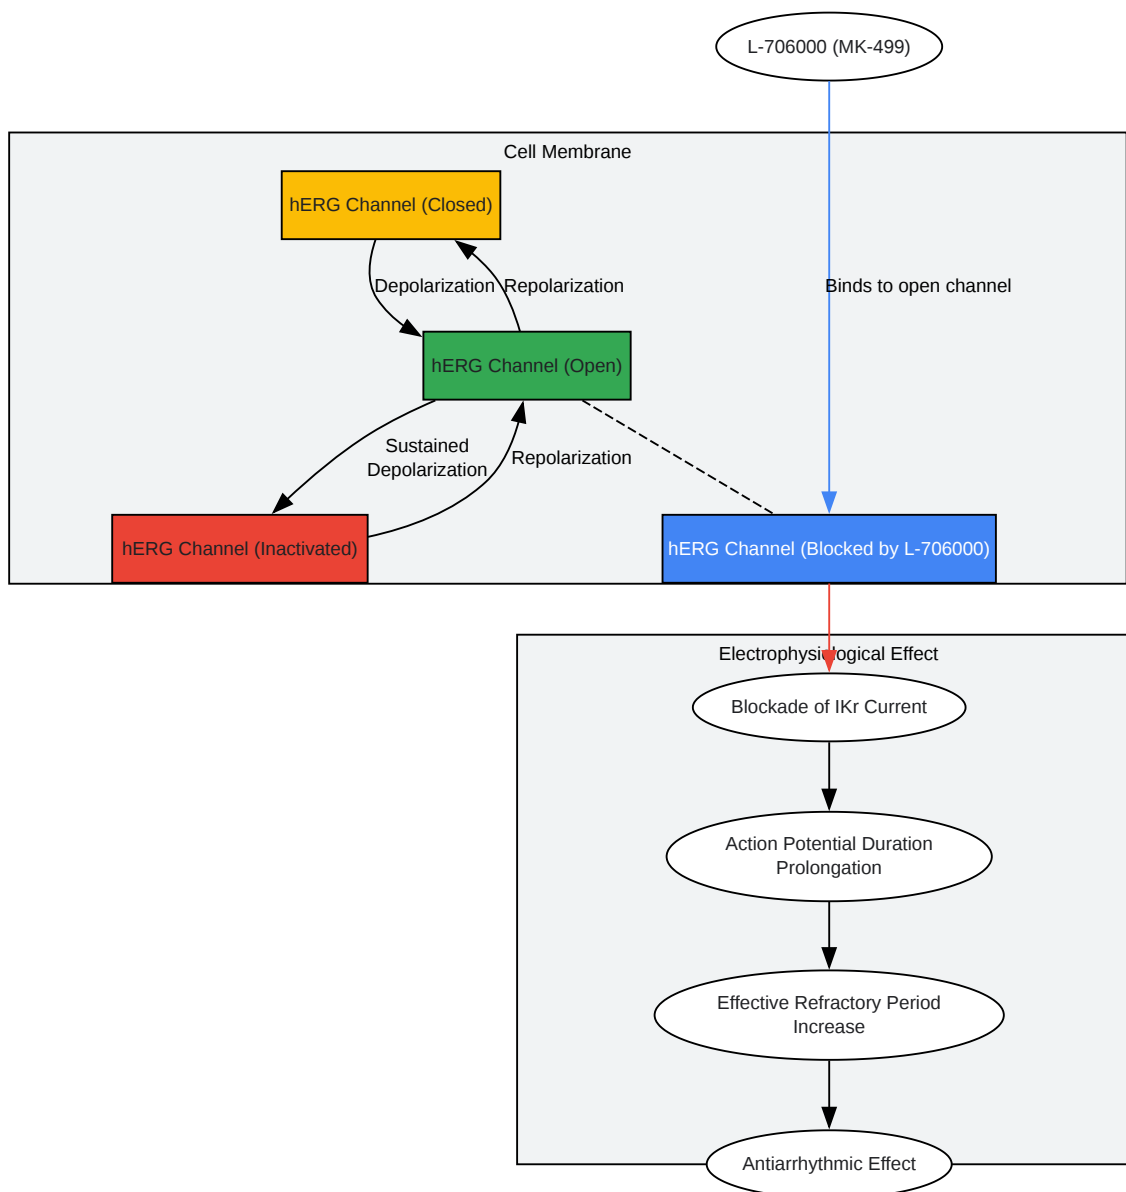 L-706000 (MK-499)
Cell Membrane
hERG Channel (Closed)
Depolarization
Repolarization
Binds to open channel
hERG Channel (Open)
Sustained
Depolarization
Repolarization
hERG Channel (Inactivated)
hERG Channel (Blocked by L-706000)
Electrophysiological Effect
Blockade of IKr Current
Action Potential Duration
Prolongation
Effective Refractory Period
Increase
Antiarrhythmic Effect